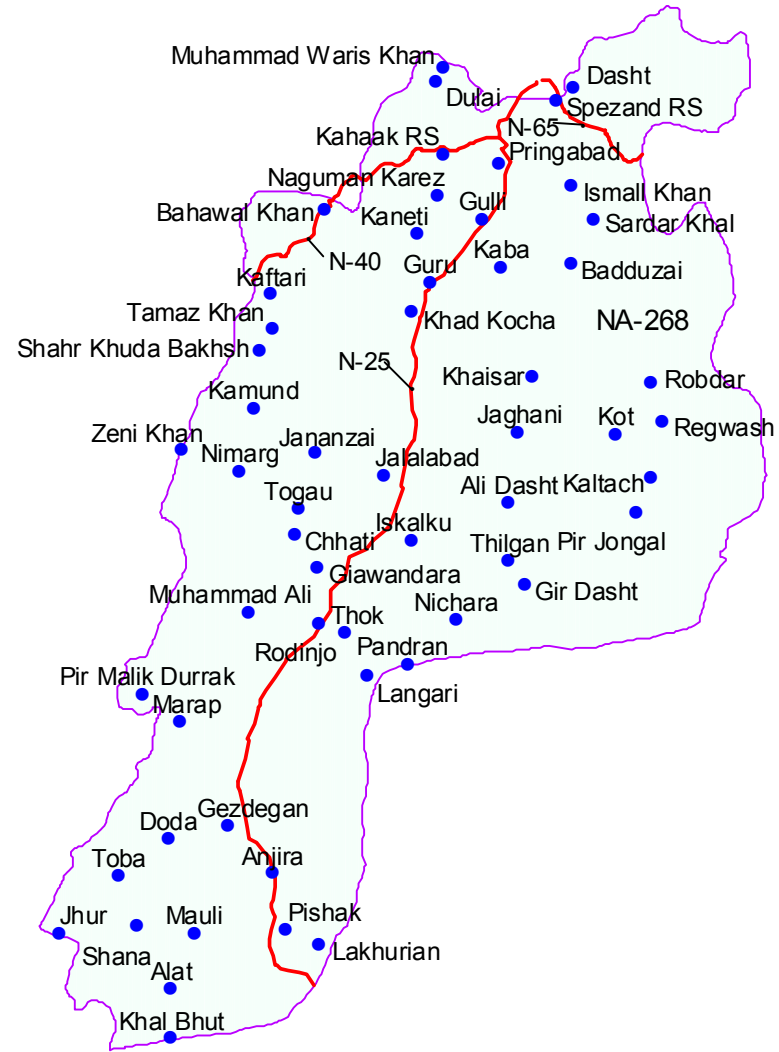 Muhammad Waris Khan
Dasht
Dulai
Spezand RS
N-65
Kahaak RS
Pringabad
Naguman Karez
Ismall Khan
Bahawal Khan
Kaneti
Gulli
Sardar Khal
Kaba
N-40
Guru
Badduzai
Kaftari
Tamaz Khan
Khad Kocha
NA-268
Shahr Khuda Bakhsh
N-25
Khaisar
Robdar
Kamund
Jaghani
Kot
Regwash
Zeni Khan
Jananzai
Nimarg
Jalalabad
Ali Dasht
Kaltach
Togau
Iskalku
Chhati
Thilgan
Pir Jongal
Giawandara
Gir Dasht
Muhammad Ali
Nichara
Thok
Rodinjo
Pandran
Pir Malik Durrak
Langari
Marap
Gezdegan
Doda
Toba
Anjira
Jhur
Mauli
Pishak
Shana
Lakhurian
Alat
Khal Bhut